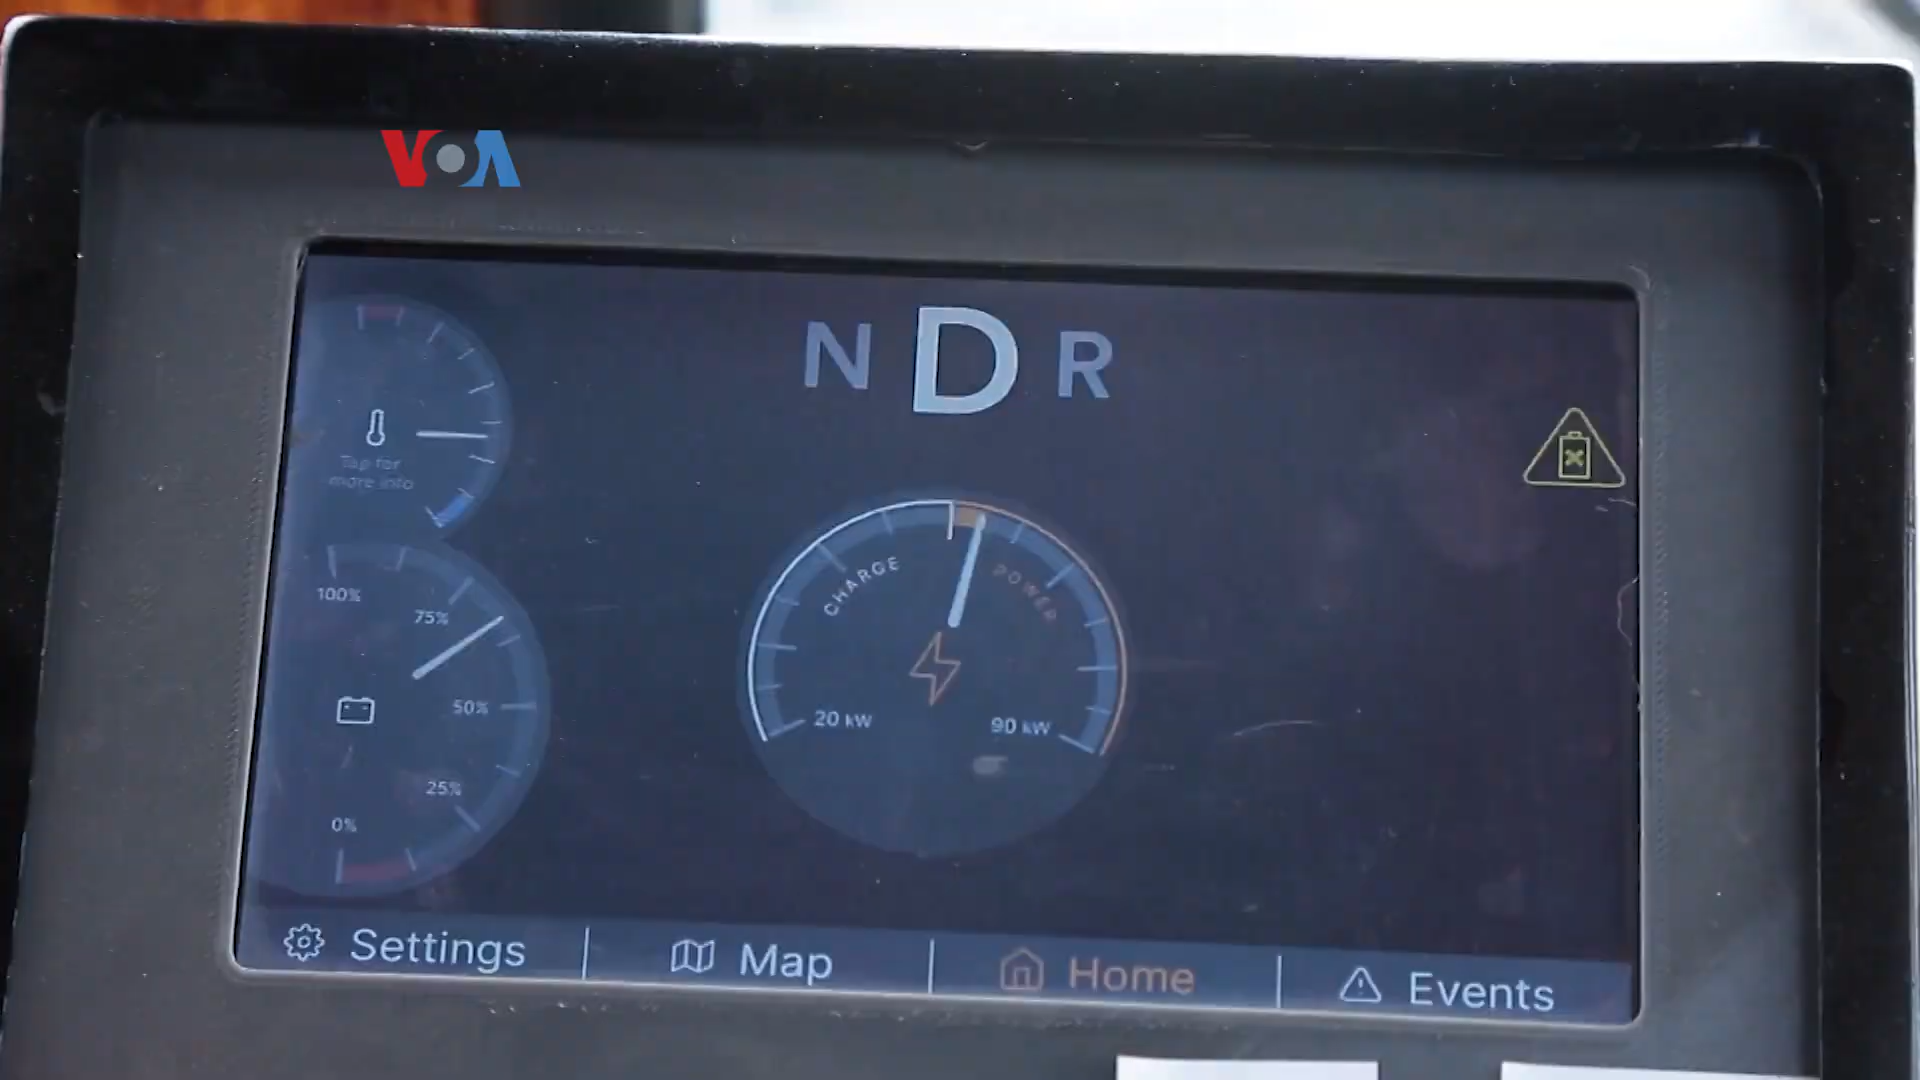 VOA
N D R
Tap for
more info
100%
75%
50%
25%
0%
CHARGE
POWER
20 kW
90 kW
Settings
Map
Home
Events